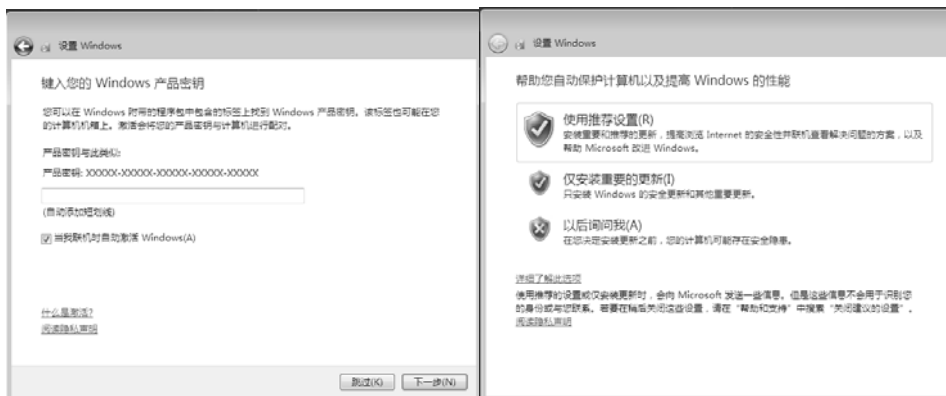 设置 Windows
键入您的 Windows 产品密钥
您可以在 Windows 附带的程序包中包含的标签上找到 Windows 产品密钥。该标签也可能在您
的计算机机箱上。激活会将您的产品密钥与计算机进行配对。
产品密钥与此类似:
产品密钥: XXXXX-XXXXX-XXXXX-XXXXX-XXXXX
(自动添加短划线)
当我联机时自动激活 Windows(A)
什么是激活?
阅读隐私声明
跳过(K)
下一步(N)
设置 Windows
帮助您自动保护计算机以及提高 Windows 的性能
使用推荐设置(R)
安装重要和推荐的更新，提高浏览 Internet 的安全性并联机查看解决问题的方案，以及
帮助 Microsoft 改进 Windows。
仅安装重要的更新(I)
只安装 Windows 的安全更新和其他重要更新。
以后询问我(A)
在您决定安装更新之前，您的计算机可能存在安全隐患。
详细了解此选项
使用推荐的设置或仅安装更新时，会向 Microsoft 发送一些信息。但是这些信息不会用于识别您
的身份或与您联系。若要在稍后关闭这些设置，请在“帮助和支持”中搜索“关闭建议的设置”。
阅读隐私声明